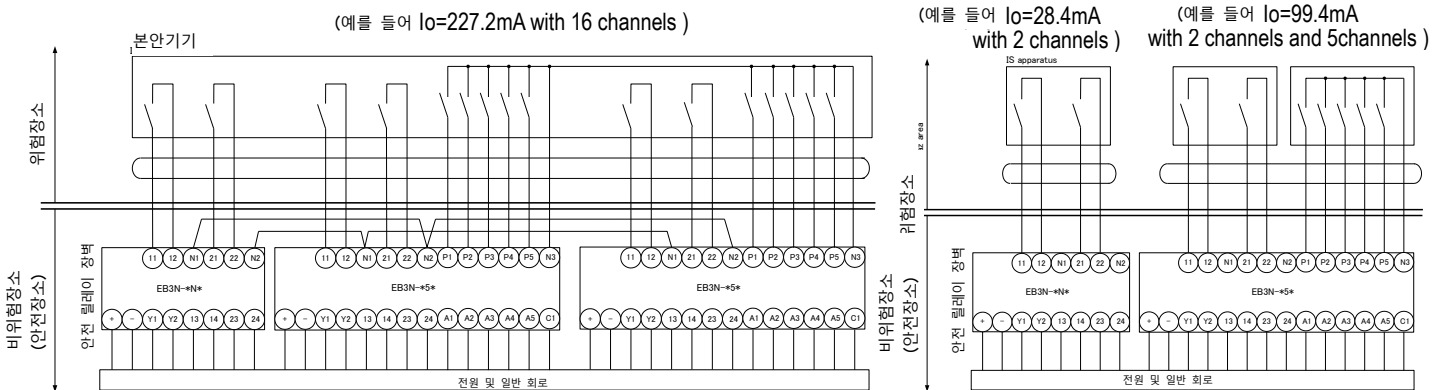 (예를 들어 Io=227.2mA with 16 channels )
본안기기
위험장소
비위험장소
(안전장소)
안전 릴레이 장벽
11 12 N1 21 22 N2
EB3N-*N*
+ - Y1 Y2 13 14 23 24
11 12 N1 21 22 N2 P1 P2 P3 P4 P5 N3
EB3N-*5*
+ - Y1 Y2 13 14 23 24 A1 A2 A3 A4 A5 C1
11 12 N1 21 22 N2 P1 P2 P3 P4 P5 N3
EB3N-*5*
+ - Y1 Y2 13 14 23 24 A1 A2 A3 A4 A5 C1
전원 및 일반 회로
(예를 들어 Io=28.4mA
with 2 channels )
(예를 들어 Io=99.4mA
with 2 channels and 5channels )
IS apparatus
az area
위험장소
비위험장소
(안전장소)
안전 릴레이 장벽
11 12 N1 21 22 N2
EB3N-*N*
+ - Y1 Y2 13 14 23 24
11 12 N1 21 22 N2 P1 P2 P3 P4 P5 N3
EB3N-*5*
+ - Y1 Y2 13 14 23 24 A1 A2 A3 A4 A5 C1
전원 및 일반 회로